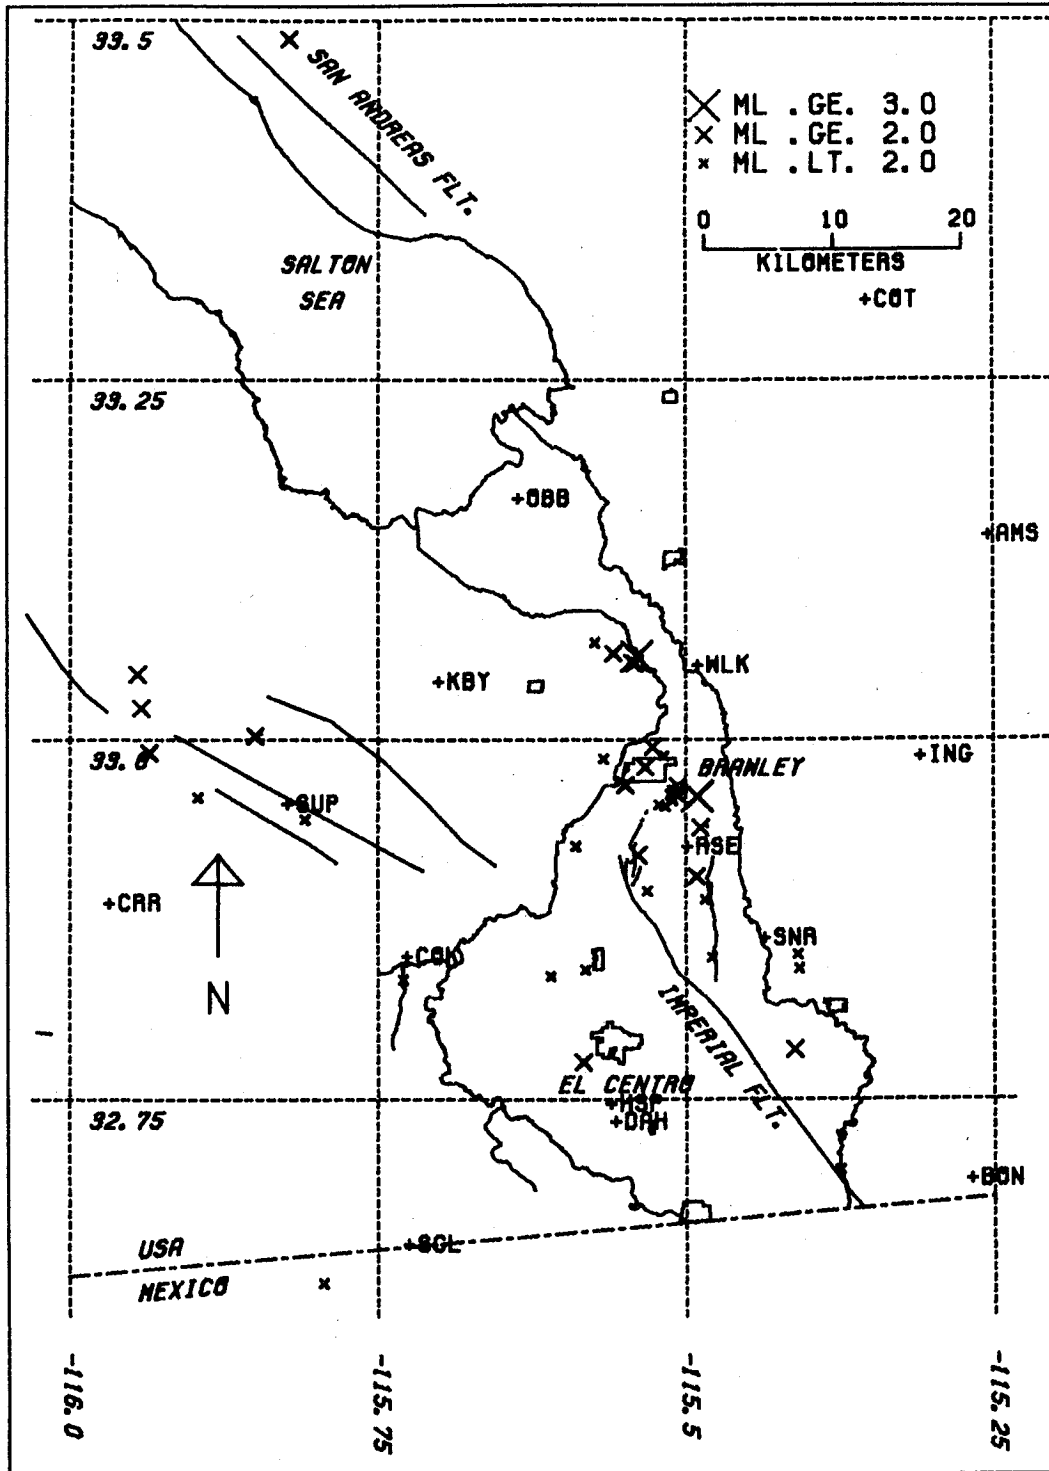 33.5
SAN ANDREAS FLT.
ML .GE. 3.0
ML .GE. 2.0
ML .LT. 2.0
0 10 20
KILOMETERS
SALTON
SEA
+COT
33.25
+OBB
+AMS
+WLK
+KBY
33.0
BRAWLEY
+ING
+SUP
+RSE
+CRR
+SNR
N
IMPERIAL FLT.
EL CENTRO
32.75
+DAH
+BON
+SGL
USA
MEXICO
-116.0
-115.75
-115.5
-115.25